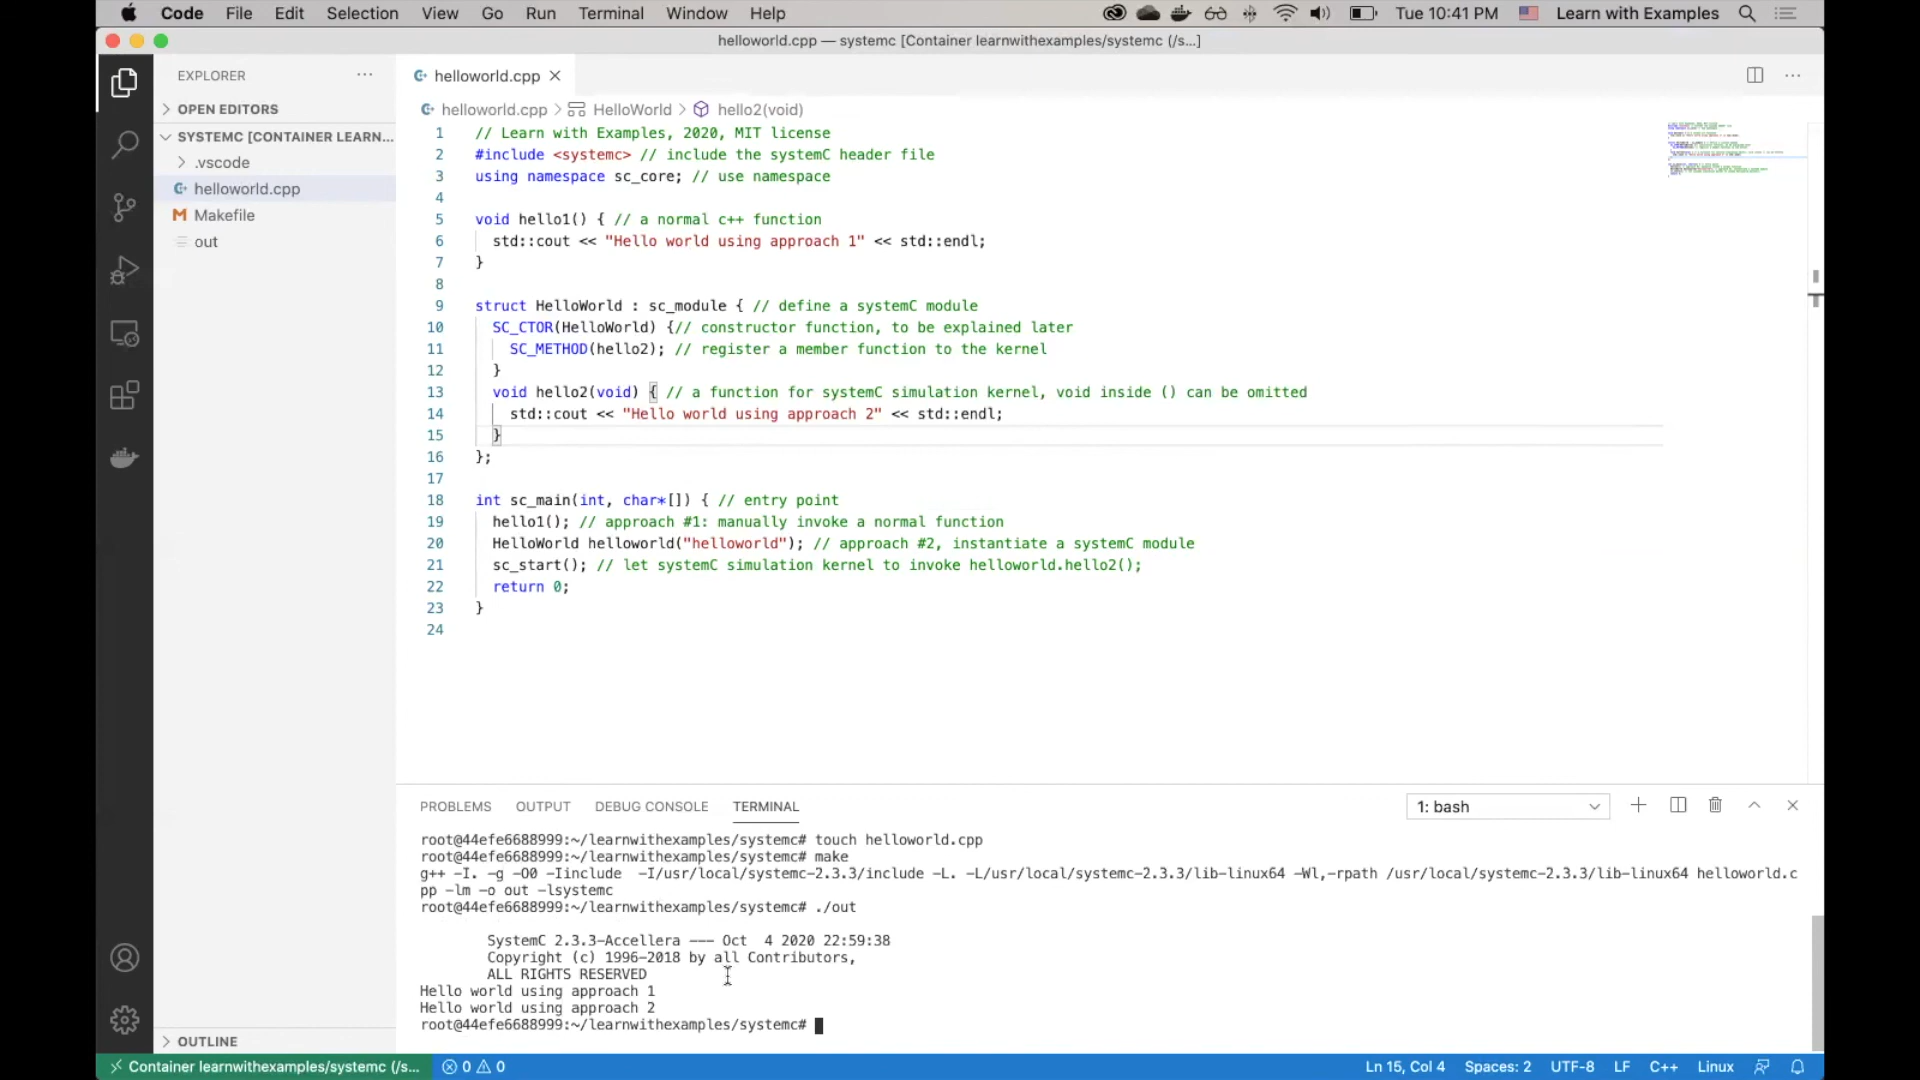 Code File Edit Selection View Go Run Terminal Window Help Tue 10:41 PM Learn with Examples
helloworld.cpp — systemc [Container learnwithexamples/systemc (/s...]
EXPLORER
OPEN EDITORS
SYSTEMC [CONTAINER LEARN...
.vscode
helloworld.cpp
Makefile
out
OUTLINE
helloworld.cpp
helloworld.cpp > HelloWorld > hello2(void)
1 // Learn with Examples, 2020, MIT license
2 #include <systemc> // include the systemC header file
3 using namespace sc_core; // use namespace
4
5 void hello1() { // a normal c++ function
6 std::cout << "Hello world using approach 1" << std::endl;
7 }
8
9 struct HelloWorld : sc_module { // define a systemC module
10 SC_CTOR(HelloWorld) {// constructor function, to be explained later
11 SC_METHOD(hello2); // register a member function to the kernel
12 }
13 void hello2(void) { // a function for systemC simulation kernel, void inside () can be omitted
14 std::cout << "Hello world using approach 2" << std::endl;
15 }
16 };
17
18 int sc_main(int, char*[]) { // entry point
19 hello1(); // approach #1: manually invoke a normal function
20 HelloWorld helloworld("helloworld"); // approach #2, instantiate a systemC module
21 sc_start(); // let systemC simulation kernel to invoke helloworld.hello2();
22 return 0;
23 }
24
PROBLEMS OUTPUT DEBUG CONSOLE TERMINAL 1: bash
root@44efe6688999:~/learnwithexamples/systemc# touch helloworld.cpp
root@44efe6688999:~/learnwithexamples/systemc# make
g++ -I. -g -O0 -Iinclude -I/usr/local/systemc-2.3.3/include -L. -L/usr/local/systemc-2.3.3/lib-linux64 -Wl,-rpath /usr/local/systemc-2.3.3/lib-linux64 helloworld.c
pp -lm -o out -lsystemc
root@44efe6688999:~/learnwithexamples/systemc# ./out
SystemC 2.3.3-Accellera --- Oct 4 2020 22:59:38
Copyright (c) 1996-2018 by all Contributors,
ALL RIGHTS RESERVED
Hello world using approach 1
Hello world using approach 2
root@44efe6688999:~/learnwithexamples/systemc#
Container learnwithexamples/systemc (/s... 0 0 Ln 15, Col 4 Spaces: 2 UTF-8 LF C++ Linux